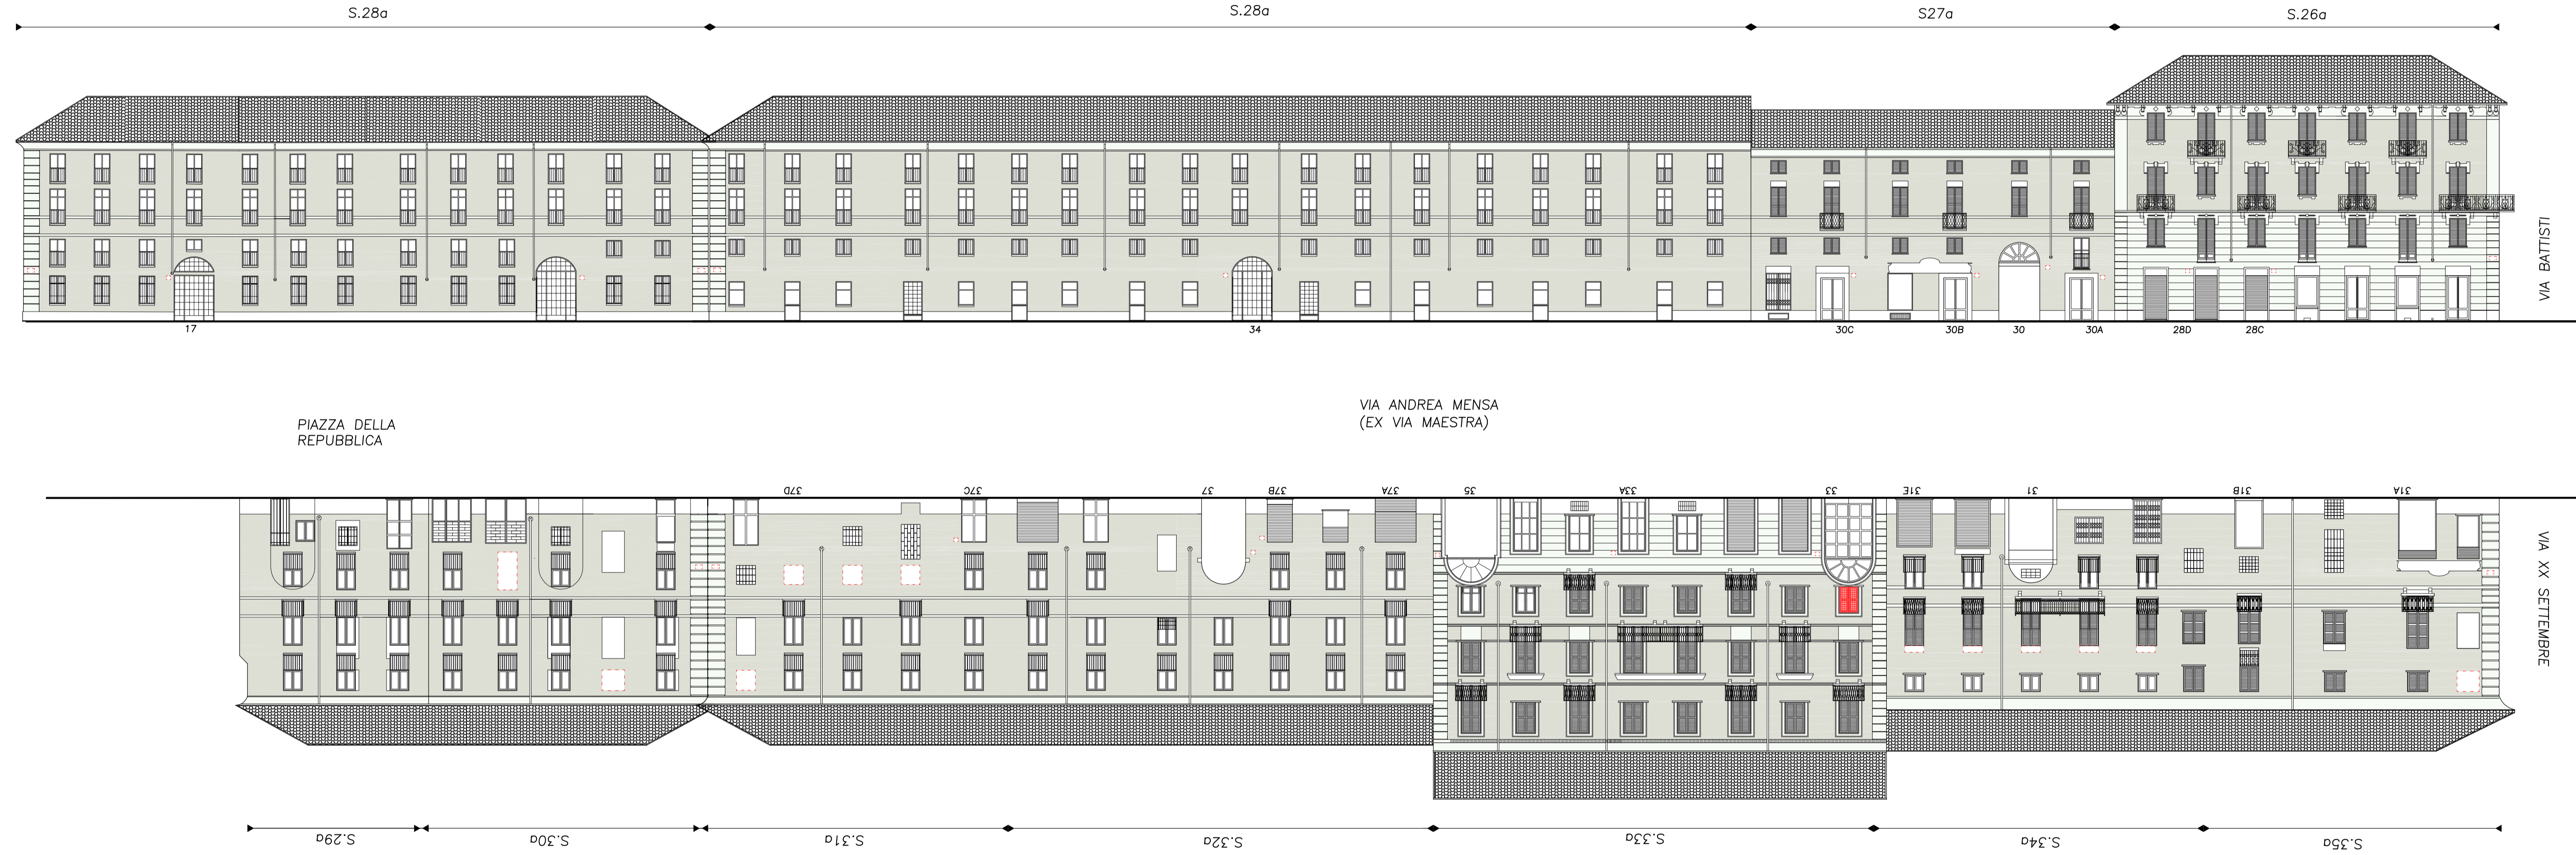 S.28a
S.28a
S27a
S.26a
VIA BATTISTI
17
34
30C
30B
30
30A
28D
28C
PIAZZA DELLA
REPUBBLICA
VIA ANDREA MENSA
(EX VIA MAESTRA)
37D
37C
37
37B
37A
35
33A
33
31E
31
31B
31A
VIA XX SETTEMBRE
S.29a
S.30a
S.31a
S.32a
S.33a
S.34a
S.35a